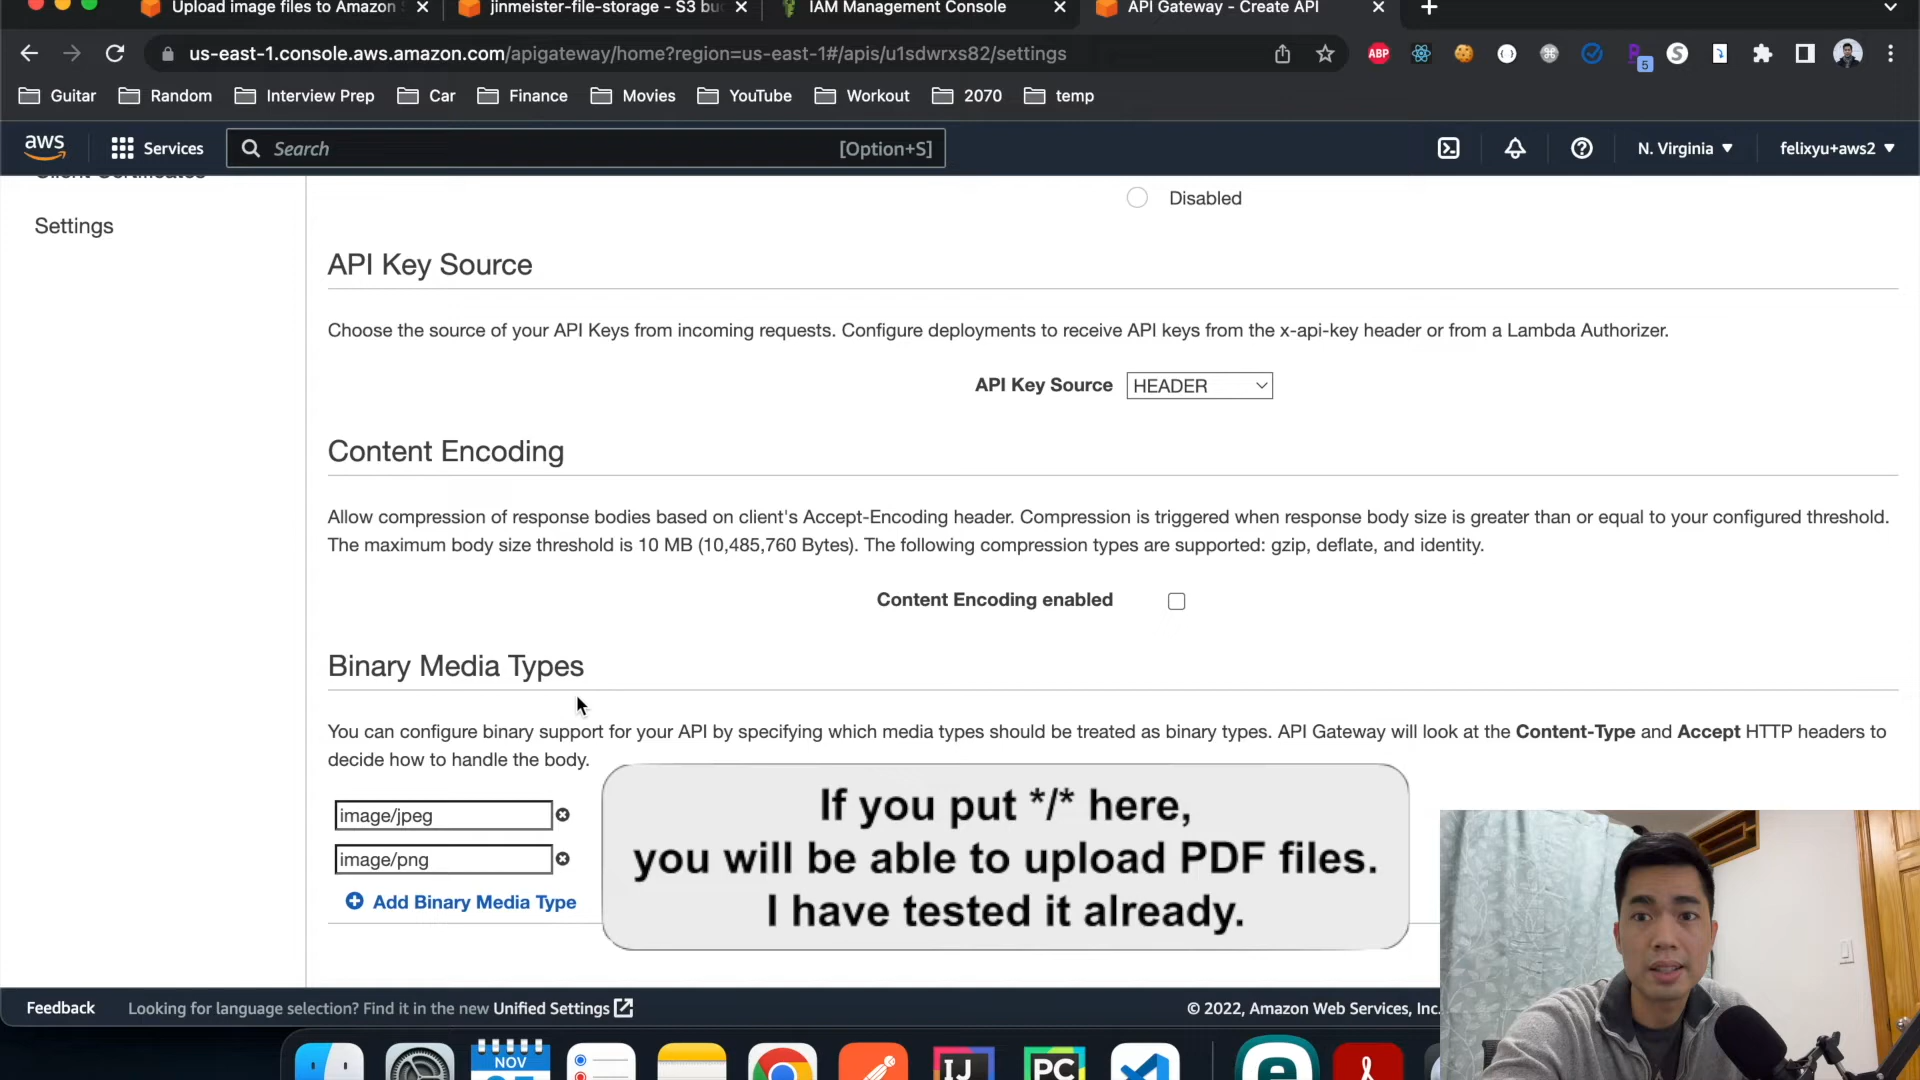 Upload image files to Amazon S
jinmeister-file-storage - S3 buc
IAM Management Console
API Gateway - Create API
us-east-1.console.aws.amazon.com/apigateway/home?region=us-east-1#/apis/u1sdwrxs82/settings
ABP
5
Guitar
Random
Interview Prep
Car
Finance
Movies
YouTube
Workout
2070
temp
aws
Services
Search
[Option+S]
N. Virginia
felixyu+aws2
Client Certificates
Settings
Disabled
API Key Source
Choose the source of your API Keys from incoming requests. Configure deployments to receive API keys from the x-api-key header or from a Lambda Authorizer.
API Key Source HEADER
Content Encoding
Allow compression of response bodies based on client's Accept-Encoding header. Compression is triggered when response body size is greater than or equal to your configured threshold.
The maximum body size threshold is 10 MB (10,485,760 Bytes). The following compression types are supported: gzip, deflate, and identity.
Content Encoding enabled
Binary Media Types
You can configure binary support for your API by specifying which media types should be treated as binary types. API Gateway will look at the Content-Type and Accept HTTP headers to
decide how to handle the body.
image/jpeg
image/png
Add Binary Media Type
If you put */* here,
you will be able to upload PDF files.
I have tested it already.
Feedback
Looking for language selection? Find it in the new Unified Settings
© 2022, Amazon Web Services, Inc.
NOV
IJ
PC